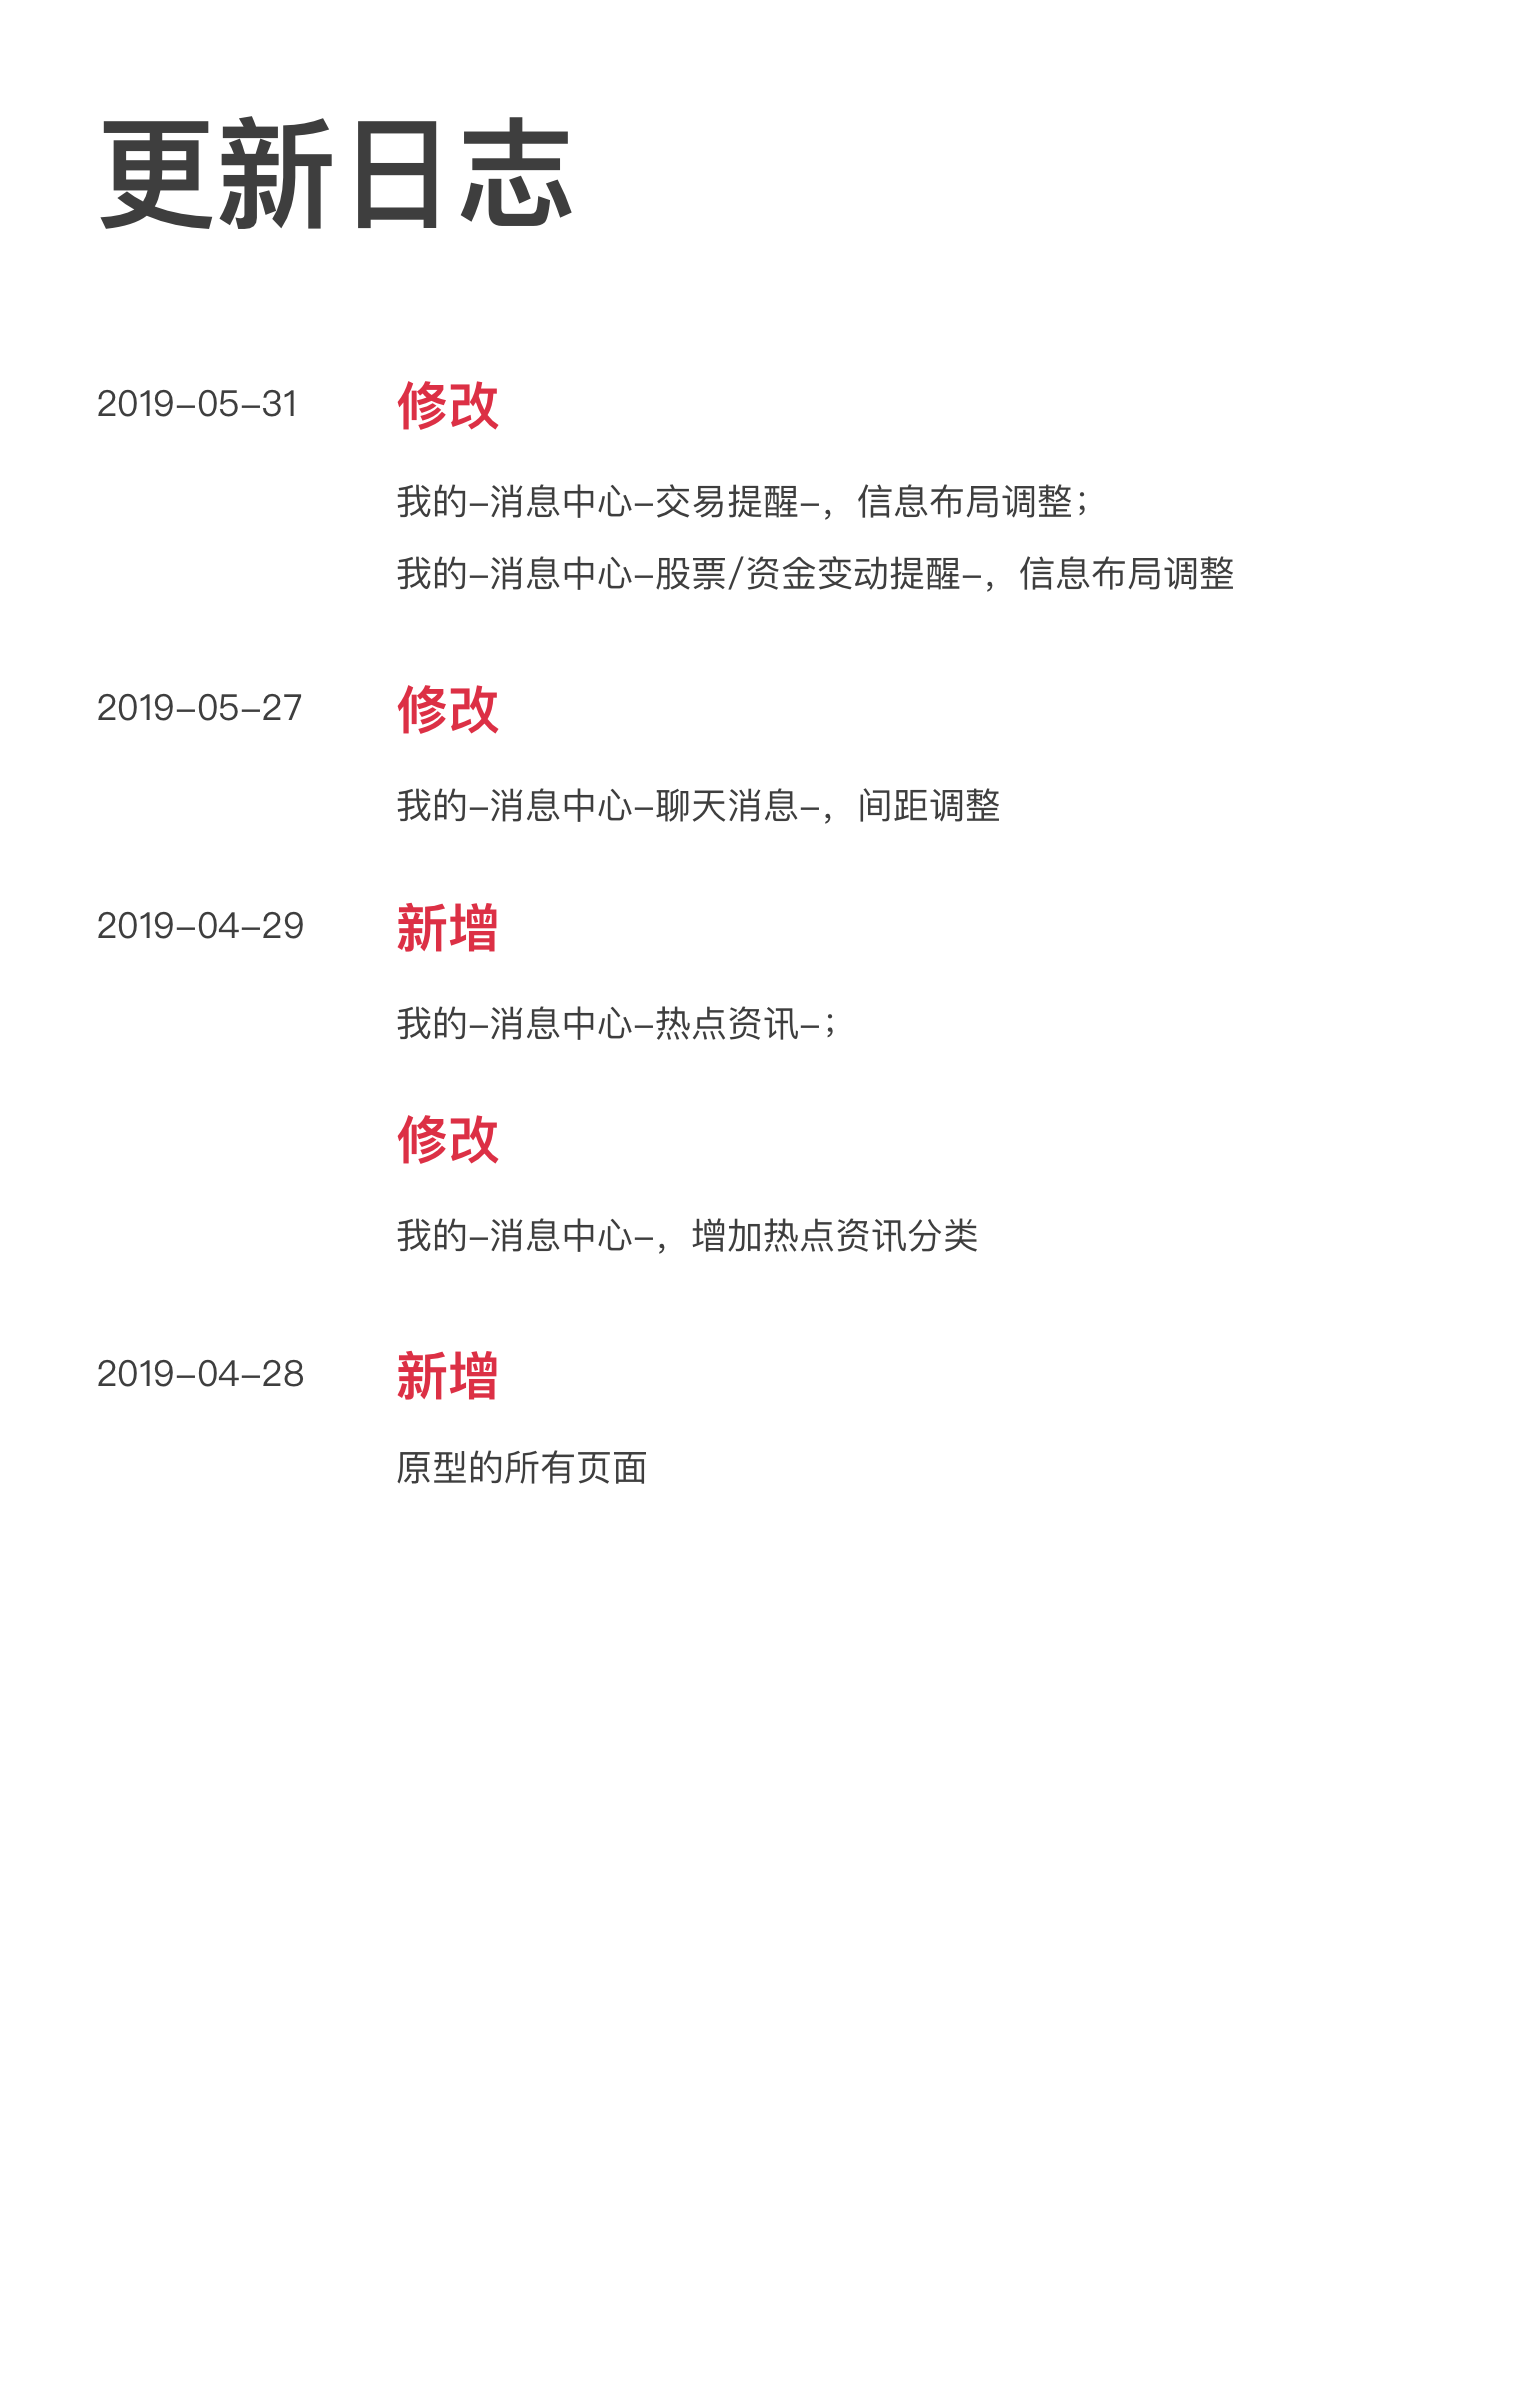 更新日志
2019-05-31 修改
我的-消息中心-交易提醒-，信息布局调整；
我的-消息中心-股票/资金变动提醒-，信息布局调整
2019-05-27 修改
我的-消息中心-聊天消息-，间距调整
2019-04-29 新增
我的-消息中心-热点资讯-；
修改
我的-消息中心-，增加热点资讯分类
2019-04-28 新增
原型的所有页面